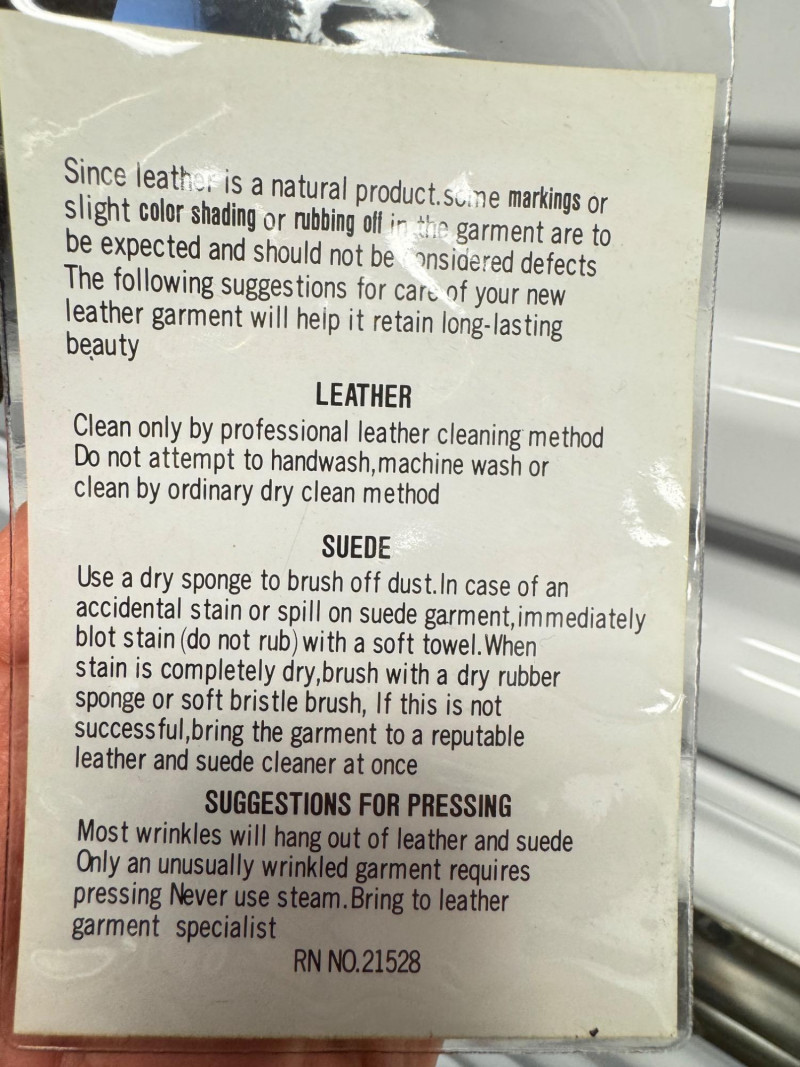 Since leather is a natural product.some markings or
slight color shading or rubbing off in the garment are to
be expected and should not be considered defects
The following suggestions for care of your new
leather garment will help it retain long-lasting
beauty
LEATHER
Clean only by professional leather cleaning method
Do not attempt to handwash,machine wash or
clean by ordinary dry clean method
SUEDE
Use a dry sponge to brush off dust.In case of an
accidental stain or spill on suede garment,immediately
blot stain (do not rub) with a soft towel.When
stain is completely dry,brush with a dry rubber
sponge or soft bristle brush, If this is not
successful,bring the garment to a reputable
leather and suede cleaner at once
SUGGESTIONS FOR PRESSING
Most wrinkles will hang out of leather and suede
Only an unusually wrinkled garment requires
pressing Never use steam.Bring to leather
garment specialist
RN NO.21528